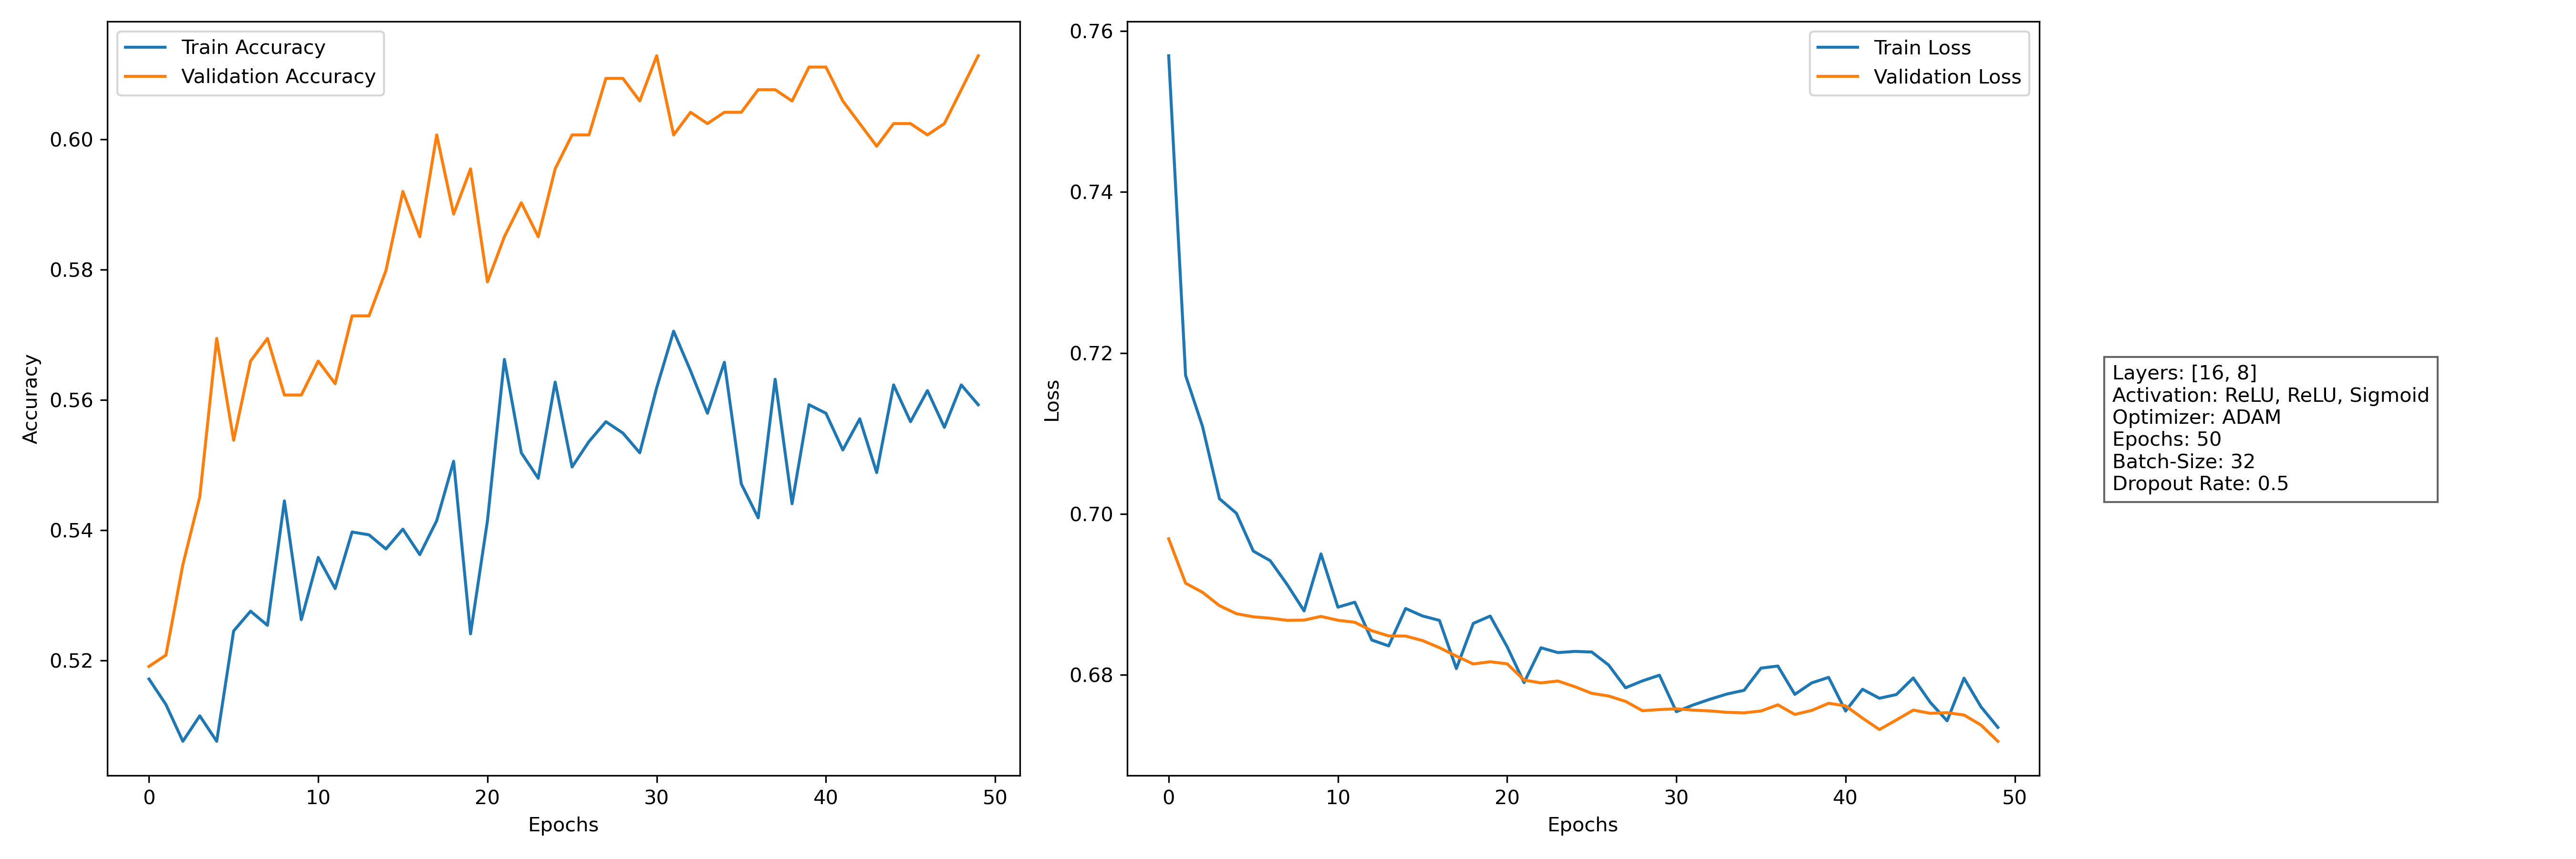 Train Accuracy
Validation Accuracy
0.60
0.58
0.56
0.54
0.52
Accuracy
0 10 20 30 40 50
Epochs
Train Loss
Validation Loss
0.76
0.74
0.72
0.70
0.68
Loss
0 10 20 30 40 50
Epochs
Layers: [16, 8]
Activation: ReLU, ReLU, Sigmoid
Optimizer: ADAM
Epochs: 50
Batch-Size: 32
Dropout Rate: 0.5